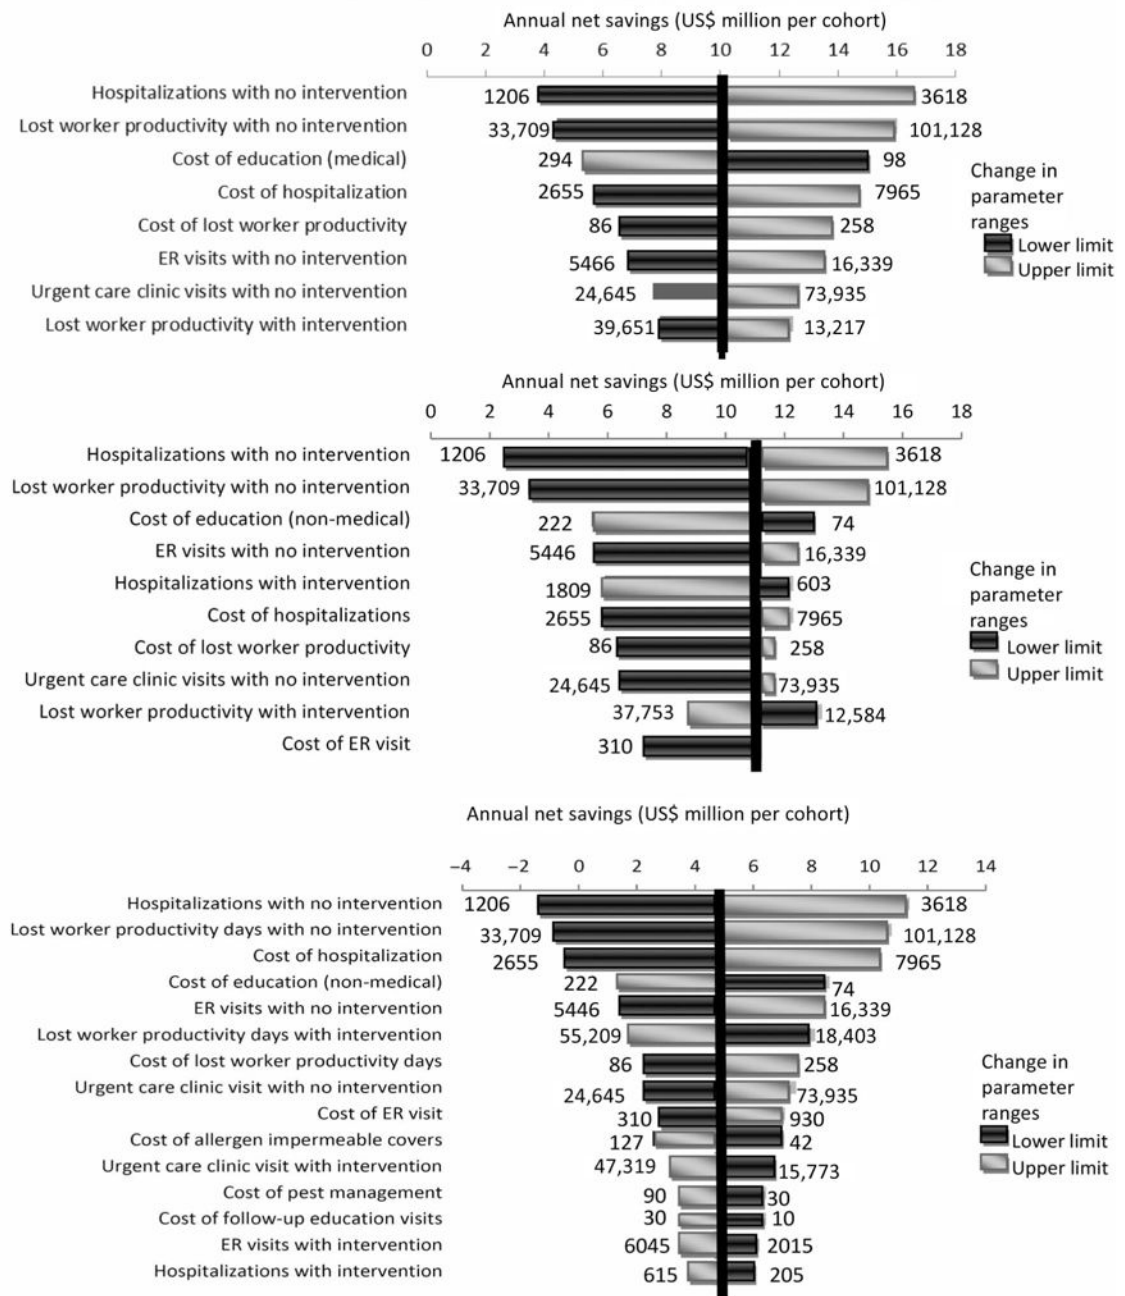 Annual net savings (US$ million per cohort)
0 2 4 6 8 10 12 14 16 18
Hospitalizations with no intervention 1206 3618
Lost worker productivity with no intervention 33,709 101,128
Cost of education (medical) 294 98
Cost of hospitalization 2655 7965
Cost of lost worker productivity 86 258
ER visits with no intervention 5466 16,339
Urgent care clinic visits with no intervention 24,645 73,935
Lost worker productivity with intervention 39,651 13,217
Change in
parameter
ranges
Lower limit
Upper limit
Annual net savings (US$ million per cohort)
0 2 4 6 8 10 12 14 16 18
Hospitalizations with no intervention 1206 3618
Lost worker productivity with no intervention 33,709 101,128
Cost of education (non-medical) 222 74
ER visits with no intervention 5446 16,339
Hospitalizations with intervention 1809 603
Cost of hospitalizations 2655 7965
Cost of lost worker productivity 86 258
Urgent care clinic visits with no intervention 24,645 73,935
Lost worker productivity with intervention 37,753 12,584
Cost of ER visit 310
Change in
parameter
ranges
Lower limit
Upper limit
Annual net savings (US$ million per cohort)
−4 −2 0 2 4 6 8 10 12 14
Hospitalizations with no intervention 1206 3618
Lost worker productivity days with no intervention 33,709 101,128
Cost of hospitalization 2655 7965
Cost of education (non-medical) 222 74
ER visits with no intervention 5446 16,339
Lost worker productivity days with intervention 55,209 18,403
Cost of lost worker productivity days 86 258
Urgent care clinic visit with no intervention 24,645 73,935
Cost of ER visit 310 930
Cost of allergen impermeable covers 127 42
Urgent care clinic visit with intervention 47,319 15,773
Cost of pest management 90 30
Cost of follow-up education visits 30 10
ER visits with intervention 6045 2015
Hospitalizations with intervention 615 205
Change in
parameter
ranges
Lower limit
Upper limit